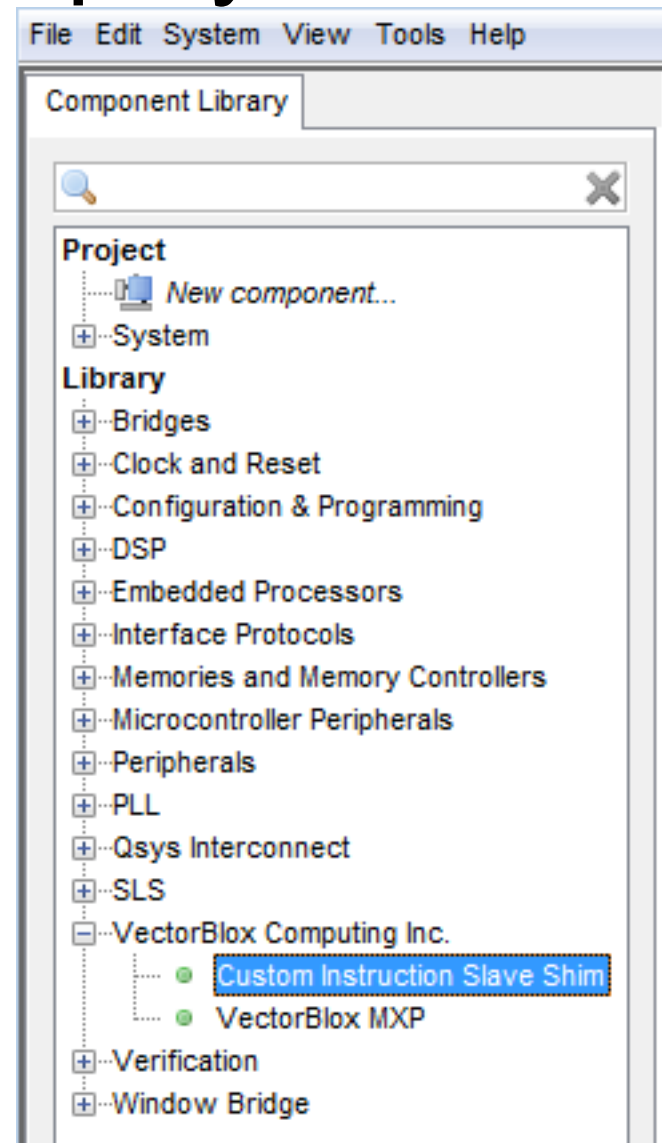 File Edit System View Tools Help
Component Library
Project
New component...
System
Library
Bridges
Clock and Reset
Configuration & Programming
DSP
Embedded Processors
Interface Protocols
Memories and Memory Controllers
Microcontroller Peripherals
Peripherals
PLL
Qsys Interconnect
SLS
VectorBlox Computing Inc.
Custom Instruction Slave Shim
VectorBlox MXP
Verification
Window Bridge